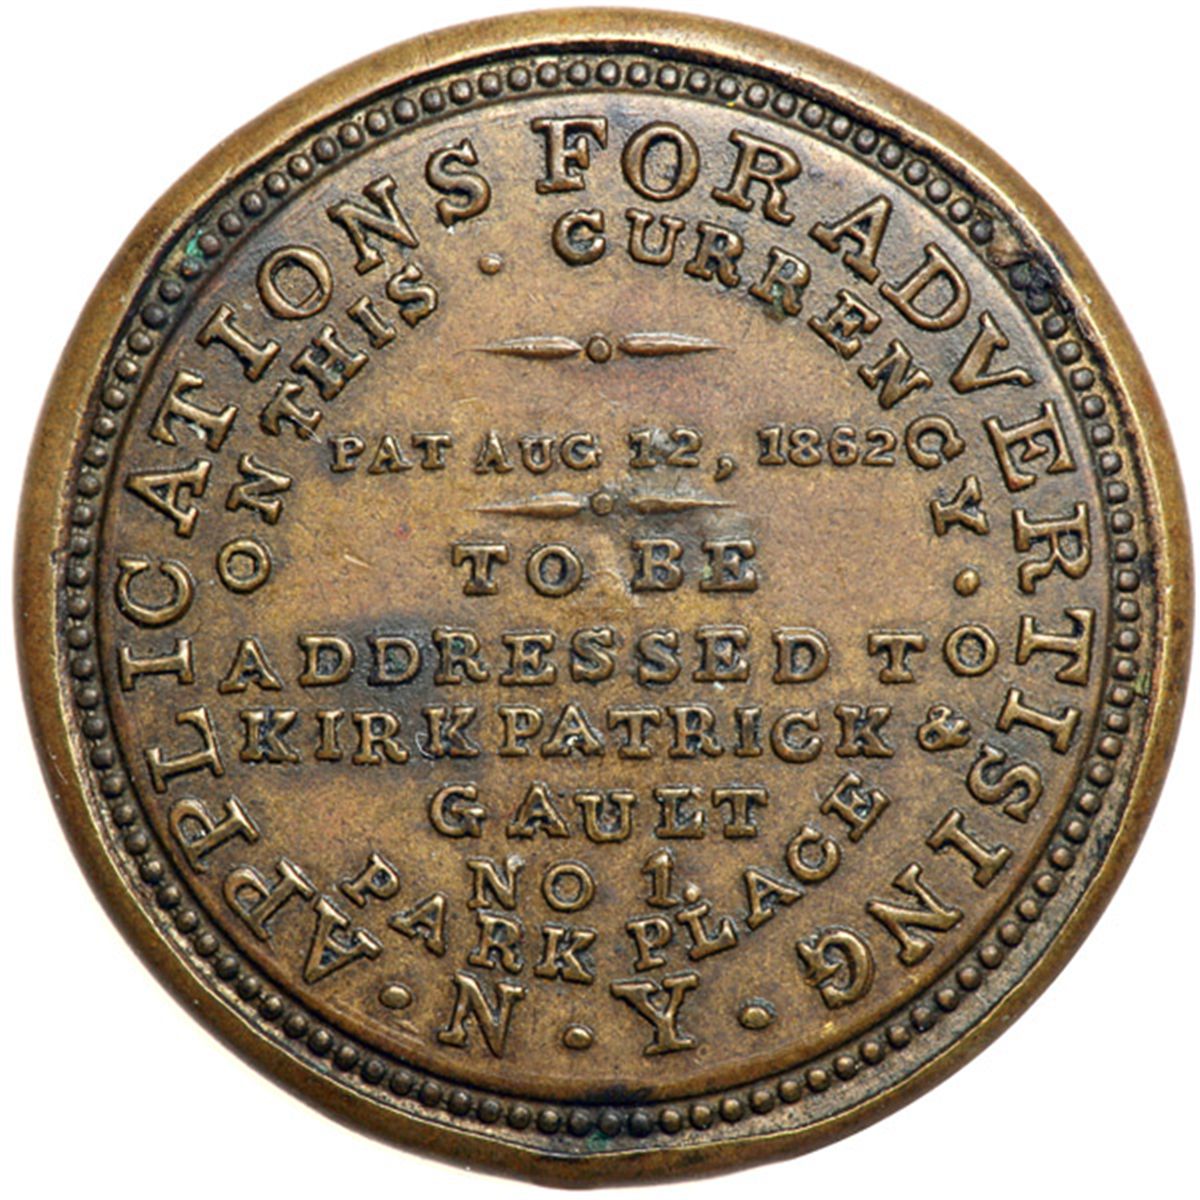 APPLICATIONS FOR ADVERTISING
ON THIS · CURRENCY ·
PAT AUG 12, 1862
TO BE
ADDRESSED TO
KIRKPATRICK &
GAULT
NO 1.
PARK PLACE
· N · Y ·